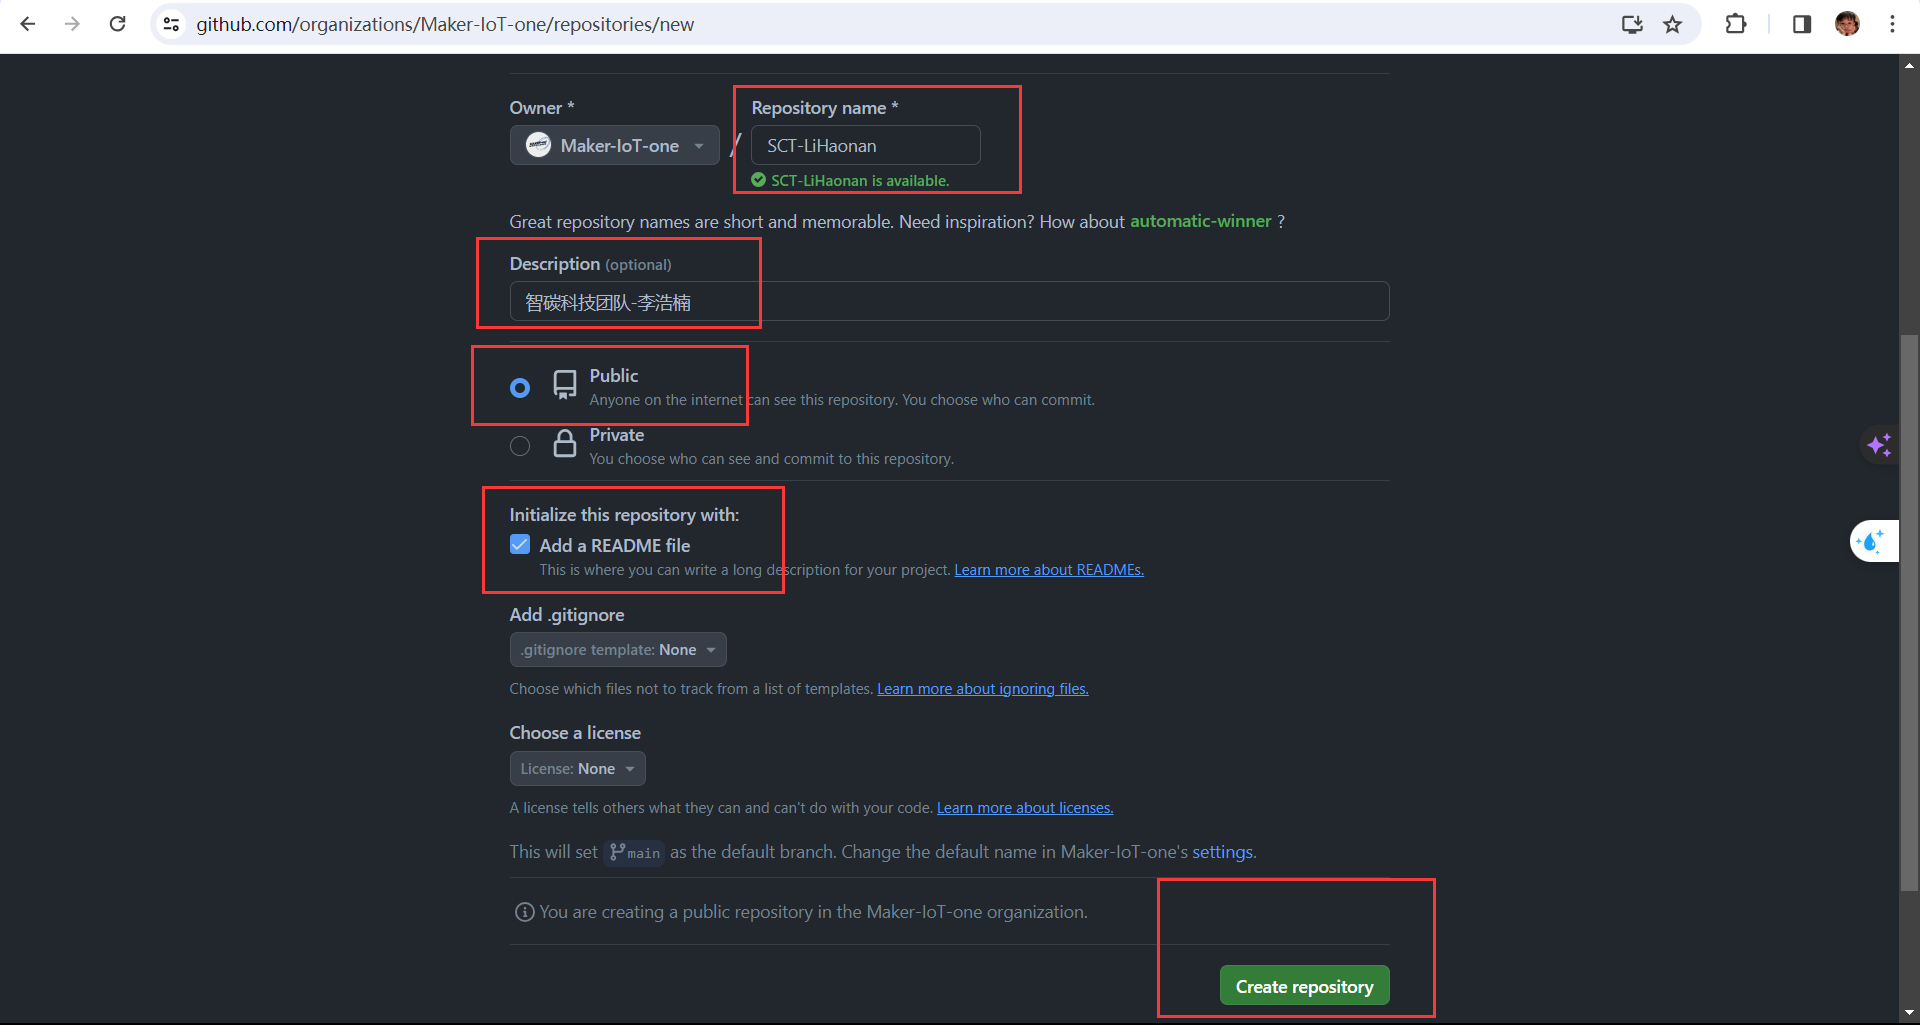 github.com/organizations/Maker-IoT-one/repositories/new
Owner *
Repository name *
Maker-IoT-one
/
SCT-LiHaonan
SCT-LiHaonan is available.
Great repository names are short and memorable. Need inspiration? How about automatic-winner ?
Description (optional)
智碳科技团队-李浩楠
Public
Anyone on the internet can see this repository. You choose who can commit.
Private
You choose who can see and commit to this repository.
Initialize this repository with:
Add a README file
This is where you can write a long description for your project. Learn more about READMEs.
Add .gitignore
.gitignore template: None
Choose which files not to track from a list of templates. Learn more about ignoring files.
Choose a license
License: None
A license tells others what they can and can't do with your code. Learn more about licenses.
This will set main as the default branch. Change the default name in Maker-IoT-one's settings.
You are creating a public repository in the Maker-IoT-one organization.
Create repository